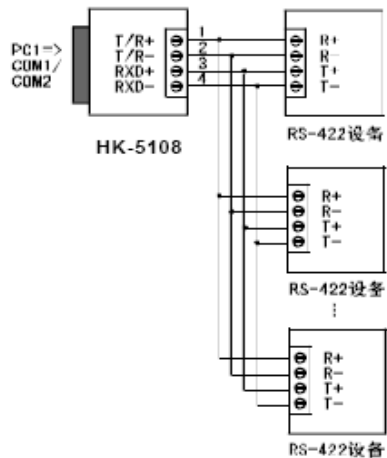 PC1=>
COM1/
COM2
T/R+
T/R-
RXD+
RXD-
1
2
3
4
HK-5108
R+
R-
T+
T-
RS-422设备
R+
R-
T+
T-
RS-422设备
R+
R-
T+
T-
RS-422设备